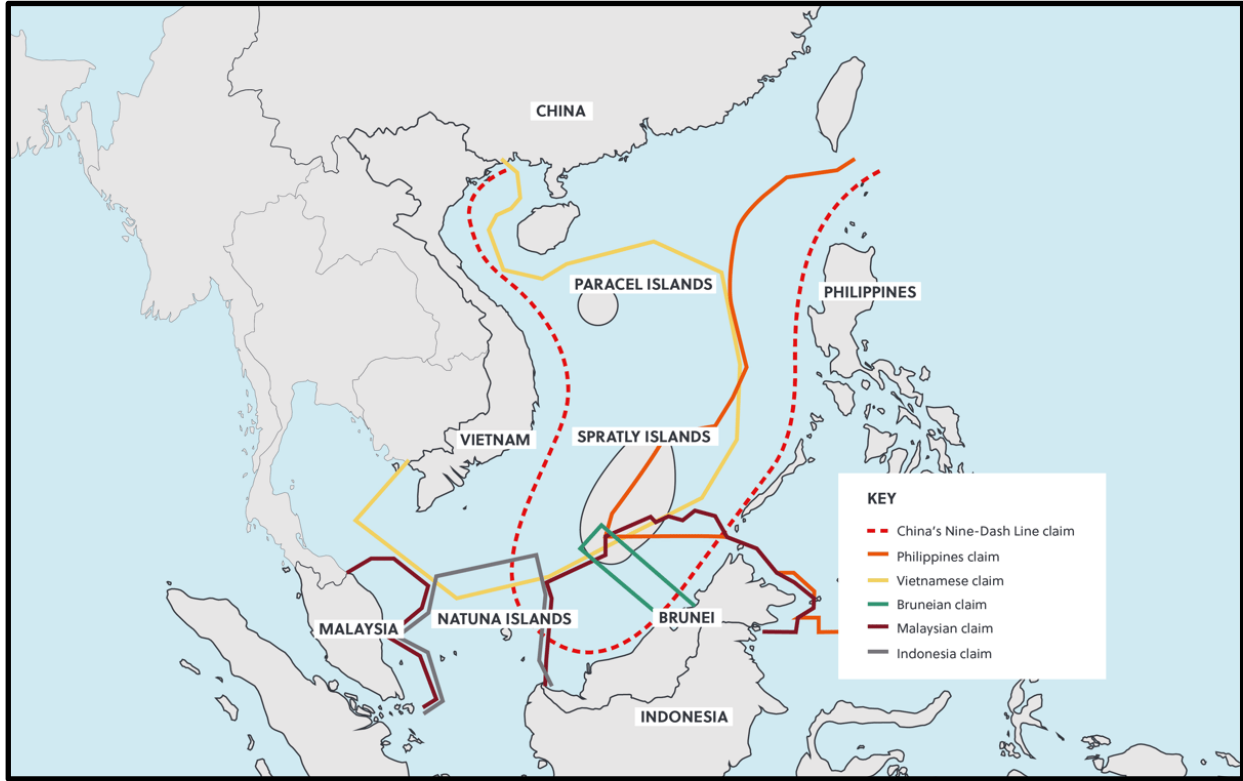 CHINA
PARACEL ISLANDS
PHILIPPINES
VIETNAM
SPRATLY ISLANDS
MALAYSIA
NATUNA ISLANDS
BRUNEI
INDONESIA
KEY
China's Nine-Dash Line claim
Philippines claim
Vietnamese claim
Bruneian claim
Malaysian claim
Indonesia claim